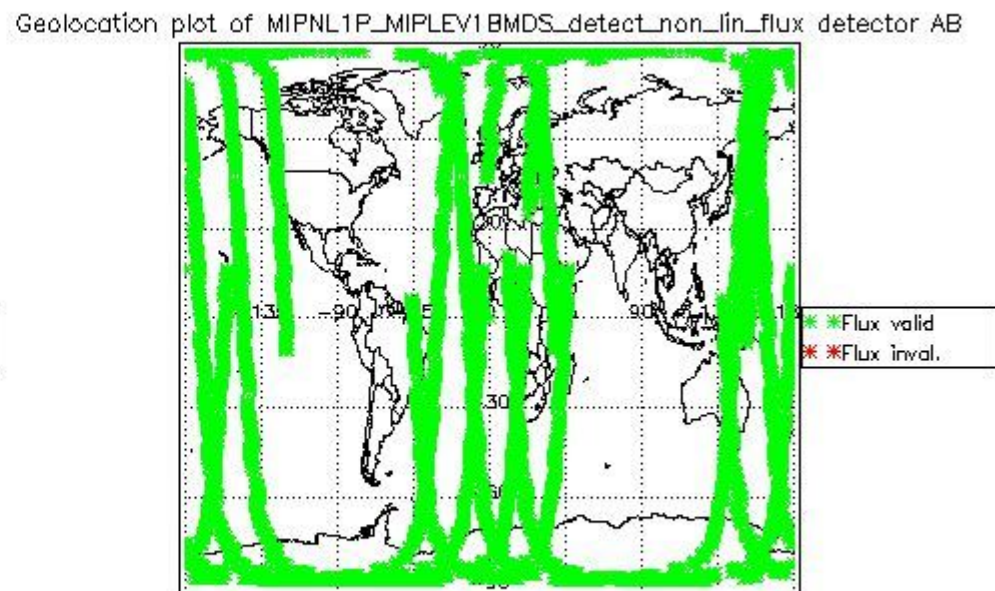 Geolocation plot of MIPNL1P_MIPLEV1BMDS_detect_non_lin_flux detector AB
-90
90
30
Flux valid
Flux inval.